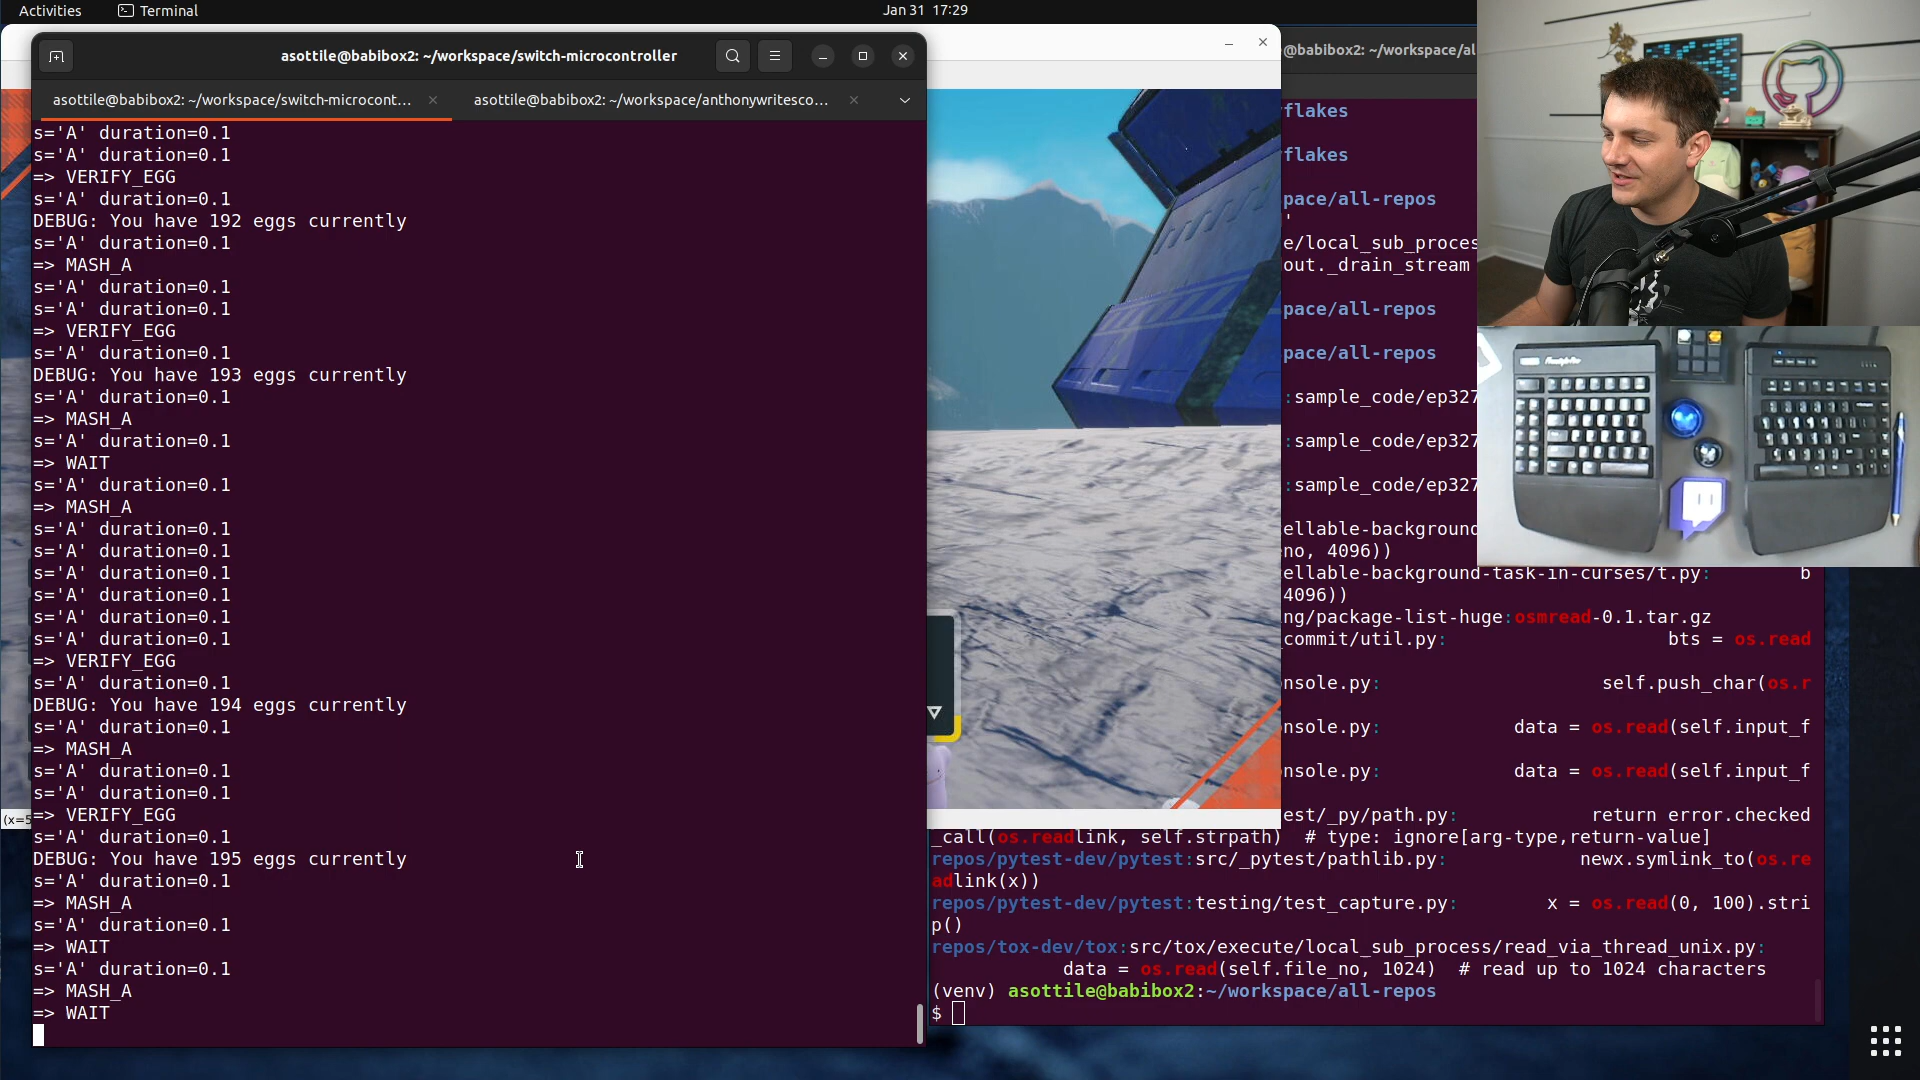 Activities
Terminal
Jan 31 17:29
asottile@babibox2: ~/workspace/switch-microcontroller
asottile@babibox2: ~/workspace/switch-microcont...
asottile@babibox2: ~/workspace/anthonywritesco...
s='A' duration=0.1
s='A' duration=0.1
=> VERIFY_EGG
s='A' duration=0.1
DEBUG: You have 192 eggs currently
s='A' duration=0.1
=> MASH_A
s='A' duration=0.1
s='A' duration=0.1
=> VERIFY_EGG
s='A' duration=0.1
DEBUG: You have 193 eggs currently
s='A' duration=0.1
=> MASH_A
s='A' duration=0.1
=> WAIT
s='A' duration=0.1
=> MASH_A
s='A' duration=0.1
s='A' duration=0.1
s='A' duration=0.1
s='A' duration=0.1
s='A' duration=0.1
s='A' duration=0.1
=> VERIFY_EGG
s='A' duration=0.1
DEBUG: You have 194 eggs currently
s='A' duration=0.1
=> MASH_A
s='A' duration=0.1
s='A' duration=0.1
=> VERIFY_EGG
s='A' duration=0.1
DEBUG: You have 195 eggs currently
s='A' duration=0.1
=> MASH_A
s='A' duration=0.1
=> WAIT
s='A' duration=0.1
=> MASH_A
=> WAIT
(x=5
@babibox2: ~/workspace/al
flakes
flakes
pace/all-repos
'
e/local_sub_proces
out._drain_stream
pace/all-repos
pace/all-repos
:sample_code/ep327
:sample_code/ep327
:sample_code/ep327
ellable-background
no, 4096))
ellable-background-task-in-curses/t.py: b
4096))
ng/package-list-huge:osmread-0.1.tar.gz
commit/util.py: bts = os.read
nsole.py: self.push_char(os.r
nsole.py: data = os.read(self.input_f
nsole.py: data = os.read(self.input_f
est/_py/path.py: return error.checked
_call(os.readlink, self.strpath) # type: ignore[arg-type,return-value]
repos/pytest-dev/pytest:src/_pytest/pathlib.py: newx.symlink_to(os.re
adlink(x))
repos/pytest-dev/pytest:testing/test_capture.py: x = os.read(0, 100).stri
p()
repos/tox-dev/tox:src/tox/execute/local_sub_process/read_via_thread_unix.py:
data = os.read(self.file_no, 1024) # read up to 1024 characters
(venv) asottile@babibox2:~/workspace/all-repos
$